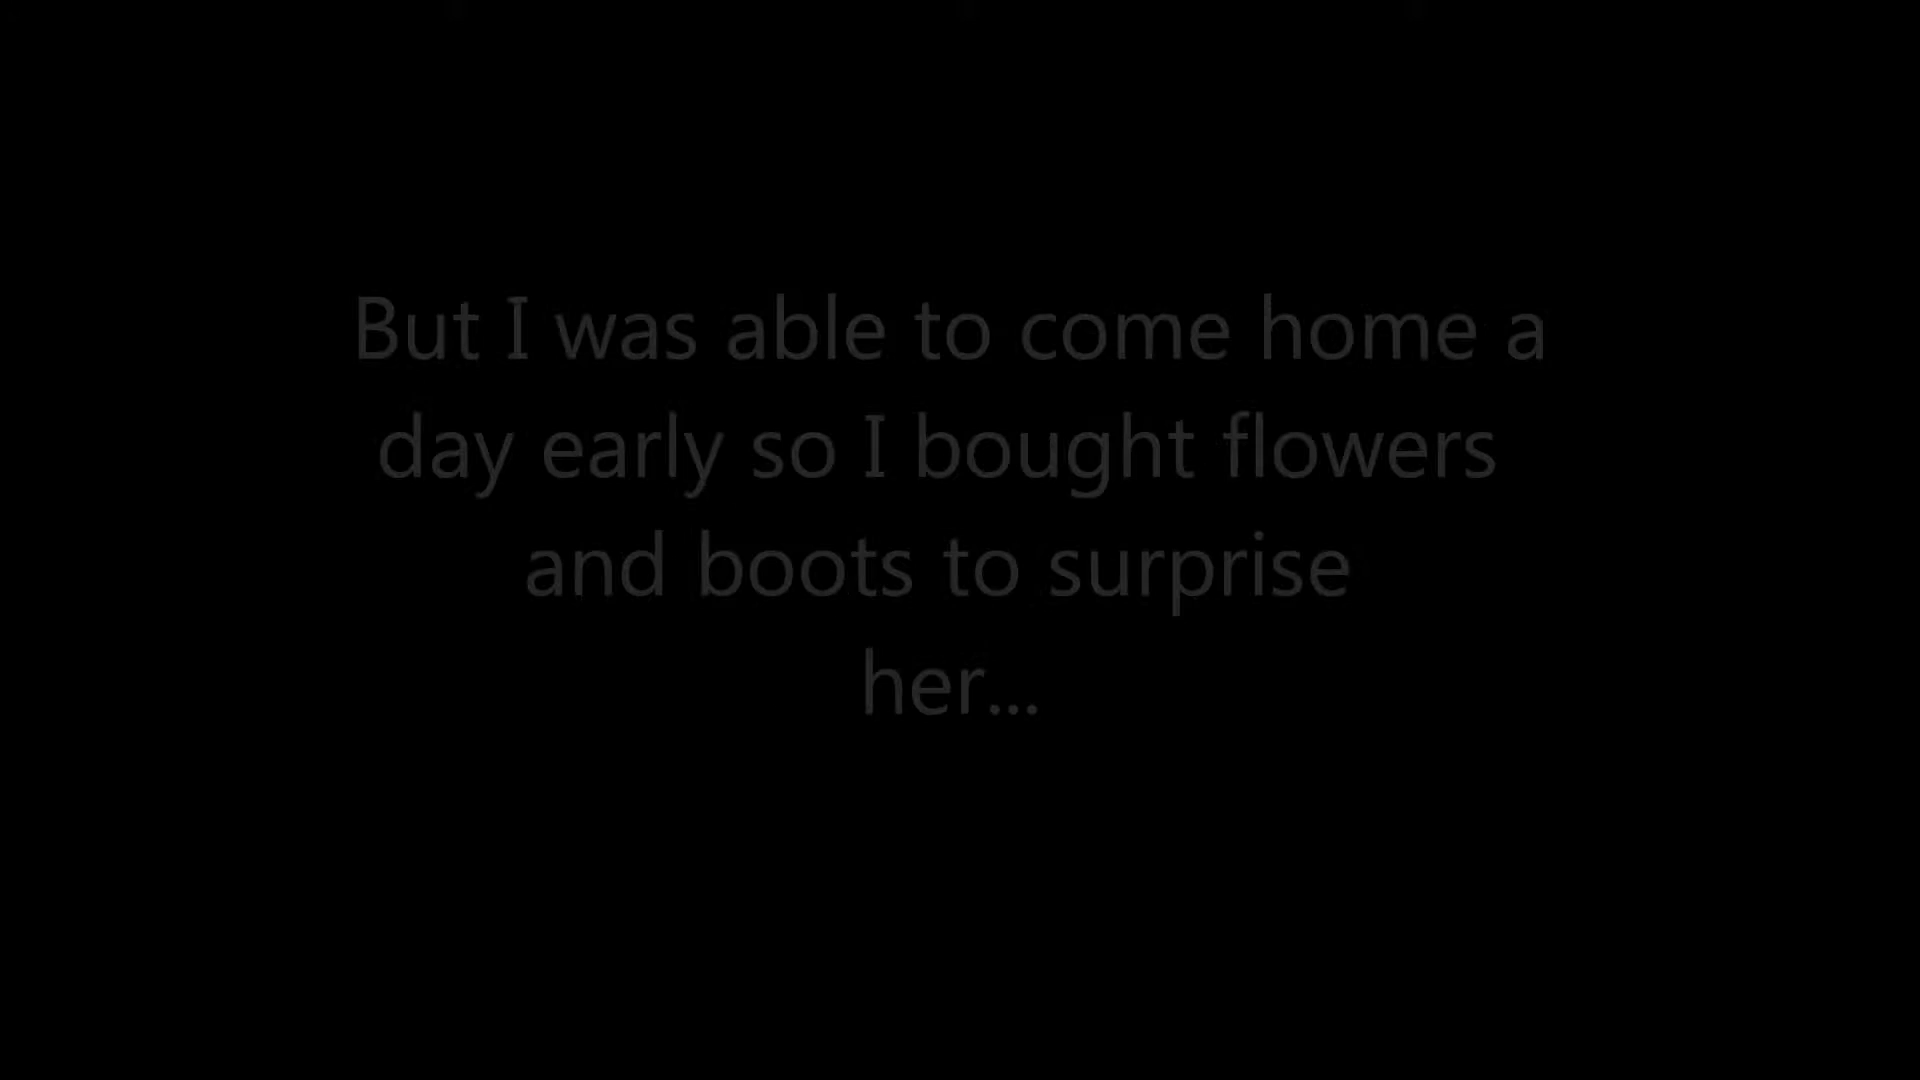 But I was able to come home a
day early so I bought flowers
and boots to surprise
her...